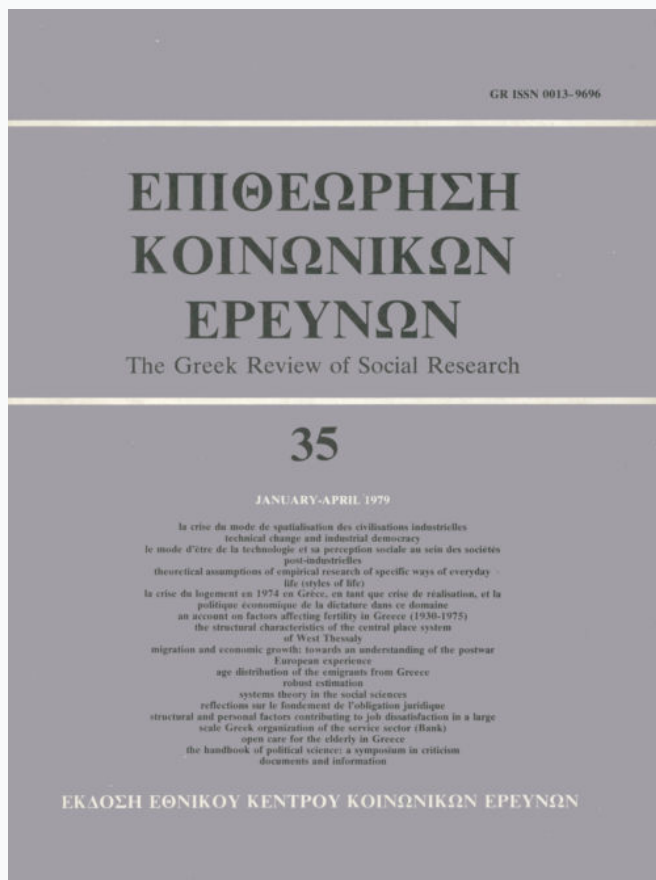 GR ISSN 0013-9696
ΕΠΙΘΕΩΡΗΣΗ
ΚΟΙΝΩΝΙΚΩΝ
ΕΡΕΥΝΩΝ
The Greek Review of Social Research
35
JANUARY-APRIL 1979
la crise du mode de spatialisation des civilisations industrielles
technical change and industrial democracy
le mode d'être de la technologie et sa perception sociale au sein des sociétés
post-industrielles
theoretical assumptions of empirical research of specific ways of everyday
life (styles of life)
la crise du logement en 1974 en Grèce, en tant que crise de réalisation, et la
politique économique de la dictature dans ce domaine
an account on factors affecting fertility in Greece (1930-1975)
the structural characteristics of the central place system
of West Thessaly
migration and economic growth: towards an understanding of the postwar
European experience
age distribution of the emigrants from Greece
robust estimation
systems theory in the social sciences
reflections sur le fondement de l'obligation juridique
structural and personal factors contributing to job dissatisfaction in a large
scale Greek organization of the service sector (Bank)
open care for the elderly in Greece
the handbook of political science: a symposium in criticism
documents and information
ΕΚΔΟΣΗ ΕΘΝΙΚΟΥ ΚΕΝΤΡΟΥ ΚΟΙΝΩΝΙΚΩΝ ΕΡΕΥΝΩΝ